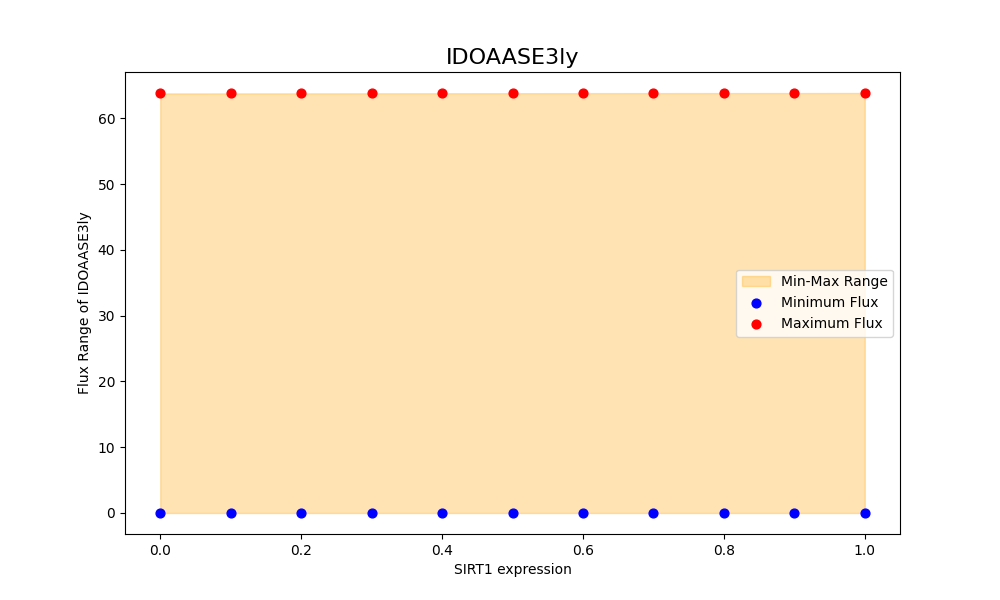 IDOAASE3ly
Flux Range of IDOAASE3ly
60
50
40
30
20
10
0
Min-Max Range
Minimum Flux
Maximum Flux
0.0
0.2
0.4
0.6
0.8
1.0
SIRT1 expression